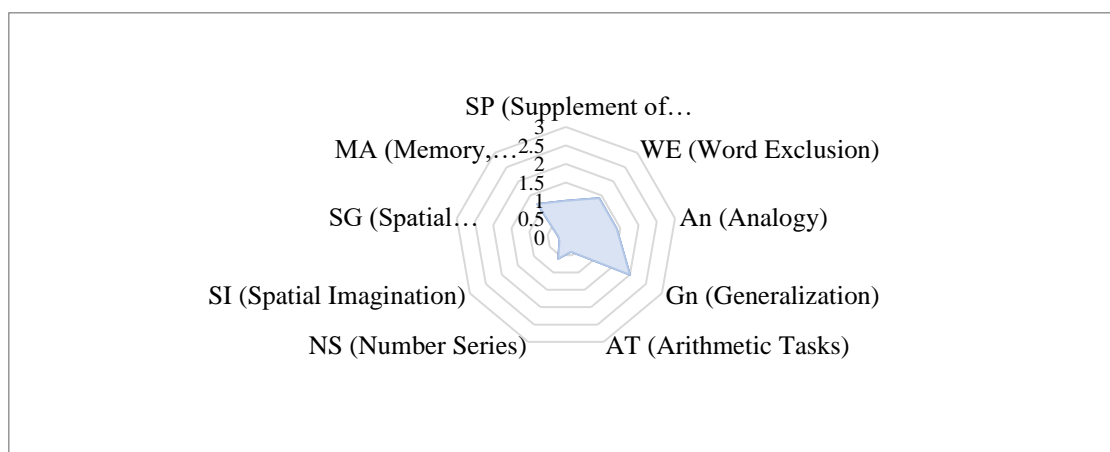 SP (Supplement of…
3
2.5
2
1.5
1
0.5
0
WE (Word Exclusion)
An (Analogy)
Gn (Generalization)
AT (Arithmetic Tasks)
NS (Number Series)
SI (Spatial Imagination)
SG (Spatial…
MA (Memory,…